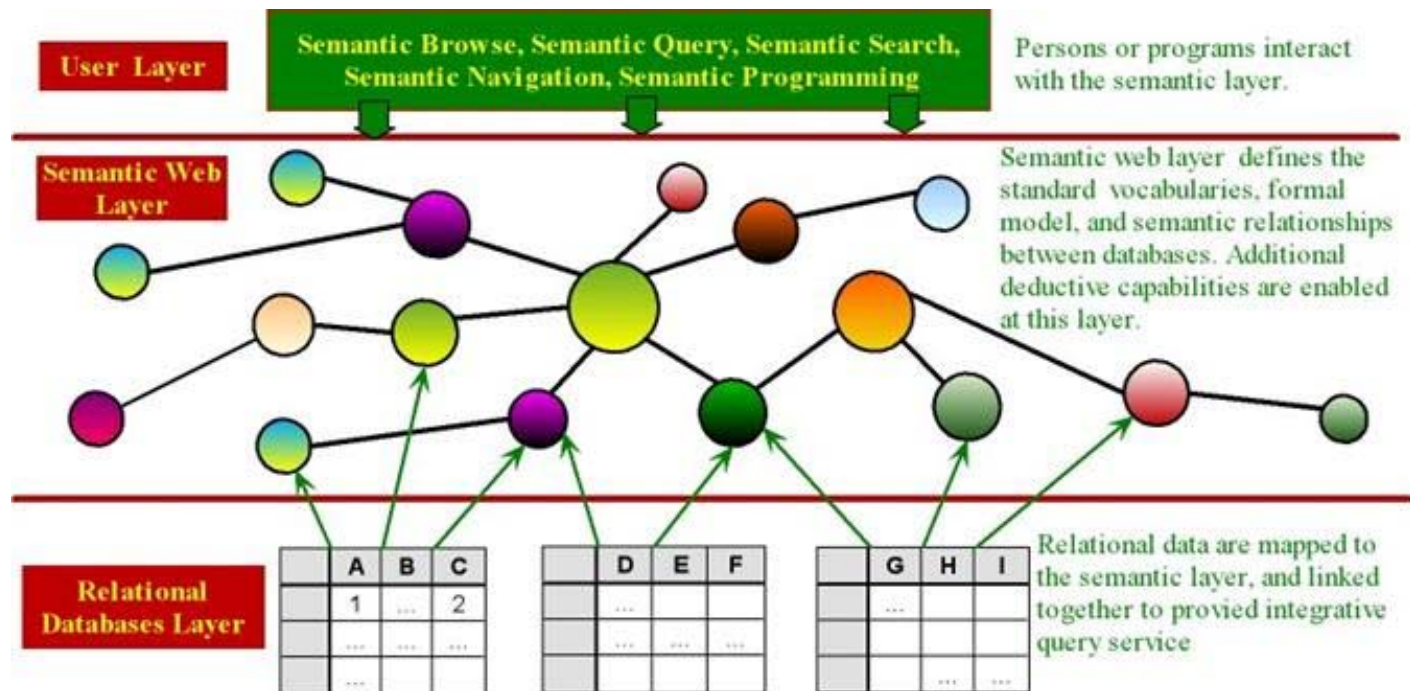 User Layer
Semantic Browse, Semantic Query, Semantic Search,
Semantic Navigation, Semantic Programming
Persons or programs interact
with the semantic layer.
Semantic Web
Layer
Semantic web layer defines the
standard vocabularies, formal
model, and semantic relationships
between databases. Additional
deductive capabilities are enabled
at this layer.
Relational
Databases Layer
A B C
1 ... 2
... ... ...
...
D E F
...
... ... ...
G H I
...
... ...
Relational data are mapped to
the semantic layer, and linked
together to provied integrative
query service